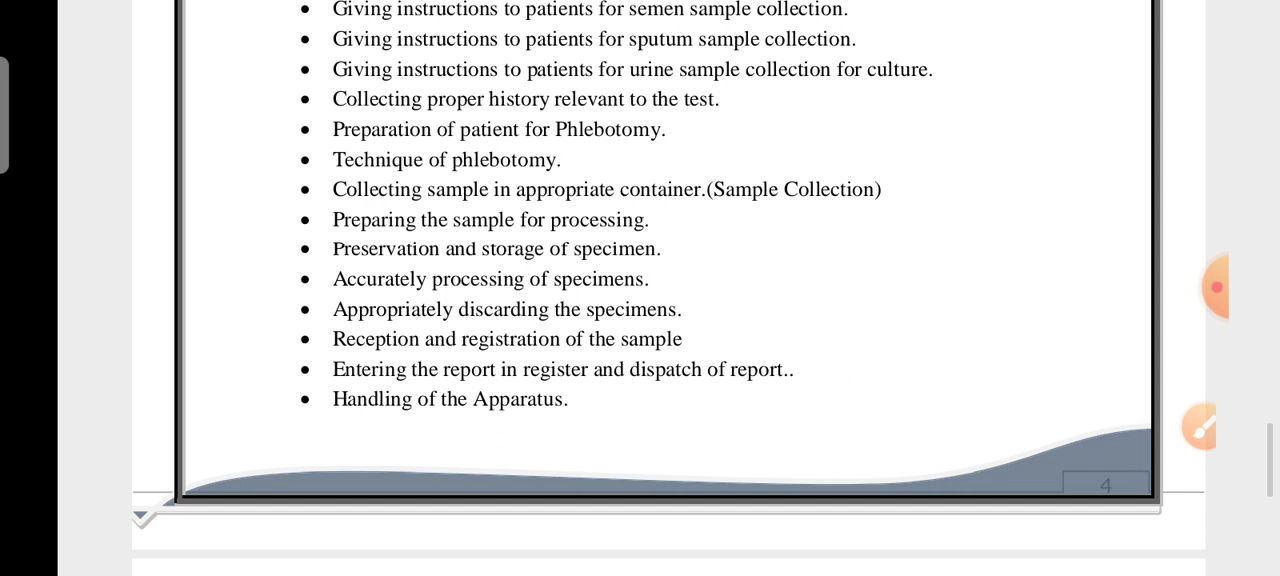 • Giving instructions to patients for semen sample collection.
• Giving instructions to patients for sputum sample collection.
• Giving instructions to patients for urine sample collection for culture.
• Collecting proper history relevant to the test.
• Preparation of patient for Phlebotomy.
• Technique of phlebotomy.
• Collecting sample in appropriate container.(Sample Collection)
• Preparing the sample for processing.
• Preservation and storage of specimen.
• Accurately processing of specimens.
• Appropriately discarding the specimens.
• Reception and registration of the sample
• Entering the report in register and dispatch of report..
• Handling of the Apparatus.
4